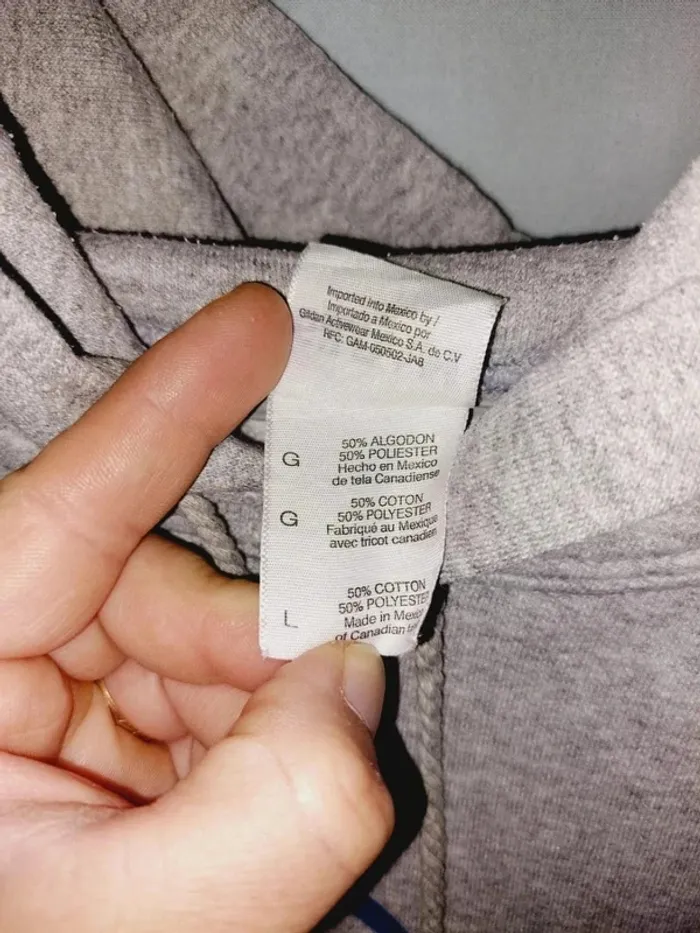 Imported into Mexico by /
Importado a Mexico por
Gildan Activewear Mexico S.A. de C.V
RFC: GAM-050502-JA8
G
50% ALGODON
50% POLIESTER
Hecho en Mexico
de tela Canadiense
G
50% COTON
50% POLYESTER
Fabriqué au Mexique
avec tricot canadien
L
50% COTTON
50% POLYESTER
Made in Mexico
of Canadian